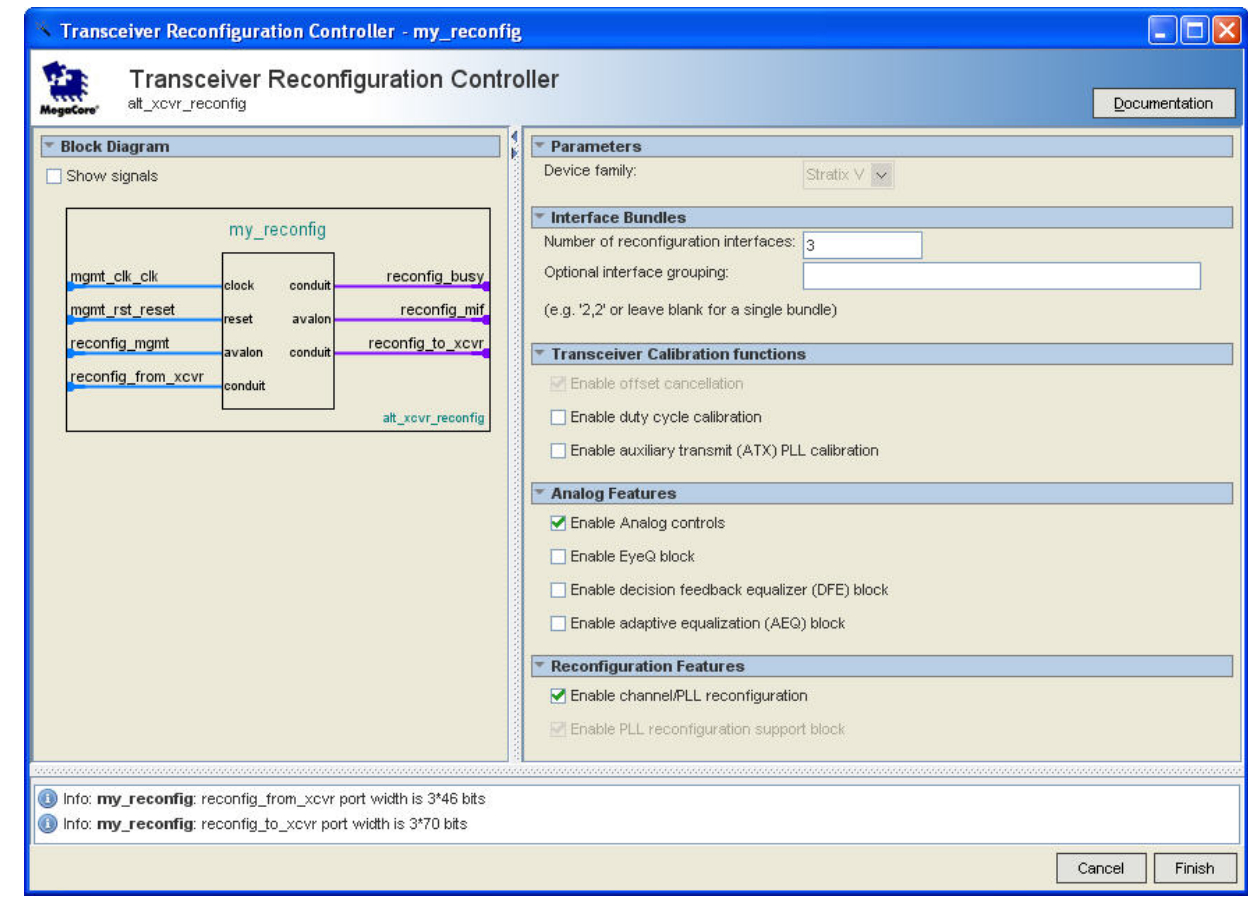 Transceiver Reconfiguration Controller - my_reconfig
Transceiver Reconfiguration Controller
alt_xcvr_reconfig
MegaCore®
Documentation
Block Diagram
Show signals
my_reconfig
mgmt_clk_clk
clock
conduit
reconfig_busy
mgmt_rst_reset
reset
avalon
reconfig_mif
reconfig_mgmt
avalon
conduit
reconfig_to_xcvr
reconfig_from_xcvr
conduit
alt_xcvr_reconfig
Parameters
Device family:
Stratix V
Interface Bundles
Number of reconfiguration interfaces:
3
Optional interface grouping:
(e.g. '2,2' or leave blank for a single bundle)
Transceiver Calibration functions
Enable offset cancellation
Enable duty cycle calibration
Enable auxiliary transmit (ATX) PLL calibration
Analog Features
Enable Analog controls
Enable EyeQ block
Enable decision feedback equalizer (DFE) block
Enable adaptive equalization (AEQ) block
Reconfiguration Features
Enable channel/PLL reconfiguration
Enable PLL reconfiguration support block
Info: my_reconfig: reconfig_from_xcvr port width is 3*46 bits
Info: my_reconfig: reconfig_to_xcvr port width is 3*70 bits
Cancel
Finish